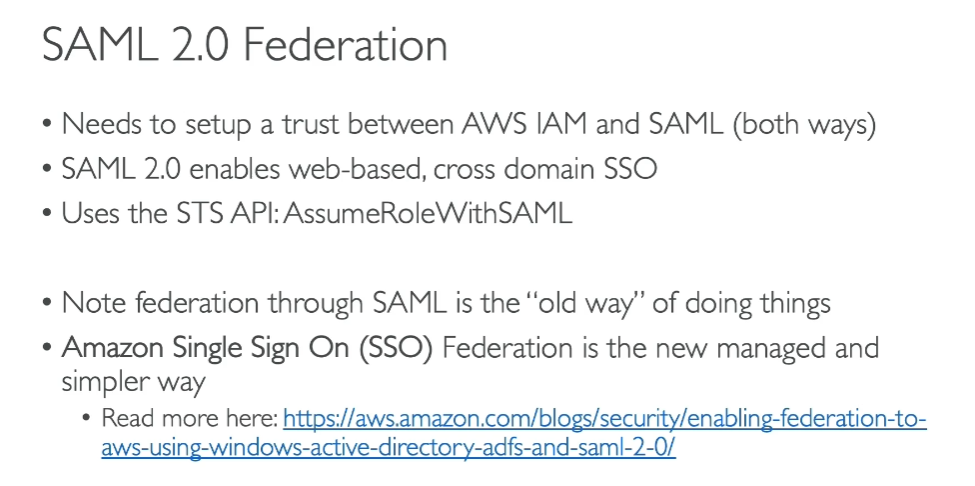 SAML 2.0 Federation
• Needs to setup a trust between AWS IAM and SAML (both ways)
• SAML 2.0 enables web-based, cross domain SSO
• Uses the STS API: AssumeRoleWithSAML
• Note federation through SAML is the “old way” of doing things
• Amazon Single Sign On (SSO) Federation is the new managed and
simpler way
• Read more here: https://aws.amazon.com/blogs/security/enabling-federation-to-
aws-using-windows-active-directory-adfs-and-saml-2-0/